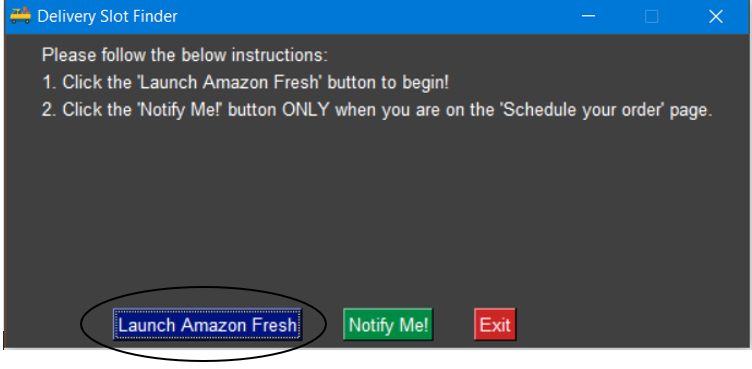 Delivery Slot Finder
Please follow the below instructions:
1. Click the 'Launch Amazon Fresh' button to begin!
2. Click the 'Notify Me!' button ONLY when you are on the 'Schedule your order' page.
Launch Amazon Fresh Notify Me! Exit